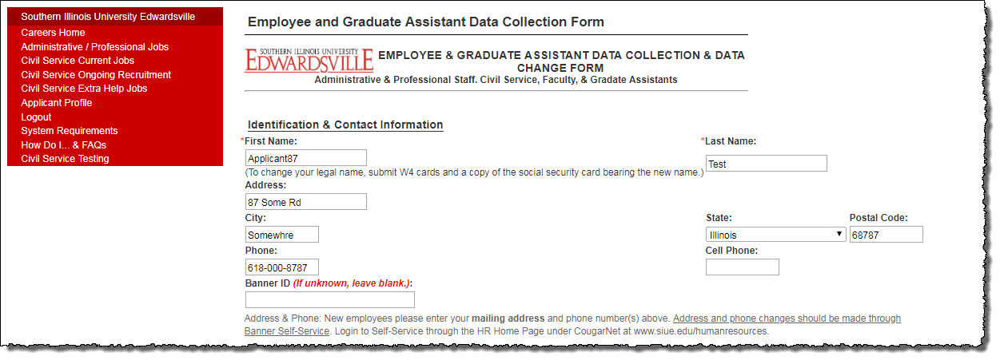 Southern Illinois University Edwardsville
Careers Home
Administrative / Professional Jobs
Civil Service Current Jobs
Civil Service Ongoing Recruitment
Civil Service Extra Help Jobs
Applicant Profile
Logout
System Requirements
How Do I... & FAQs
Civil Service Testing
Employee and Graduate Assistant Data Collection Form
SOUTHERN ILLINOIS UNIVERSITY
EDWARDSVILLE
EMPLOYEE & GRADUATE ASSISTANT DATA COLLECTION & DATA
CHANGE FORM
Administrative & Professional Staff. Civil Service, Faculty, & Gradate Assistants
Identification & Contact Information
*First Name: *Last Name:
Applicant87 Test
(To change your legal name, submit W4 cards and a copy of the social security card bearing the new name.)
Address:
87 Some Rd
City: State: Postal Code:
Somewhre Illinois 68787
Phone: Cell Phone:
618-000-8787
Banner ID (If unknown, leave blank.):
Address & Phone: New employees please enter your mailing address and phone number(s) above. Address and phone changes should be made through
Banner Self-Service. Login to Self-Service through the HR Home Page under CougarNet at www.siue.edu/humanresources.